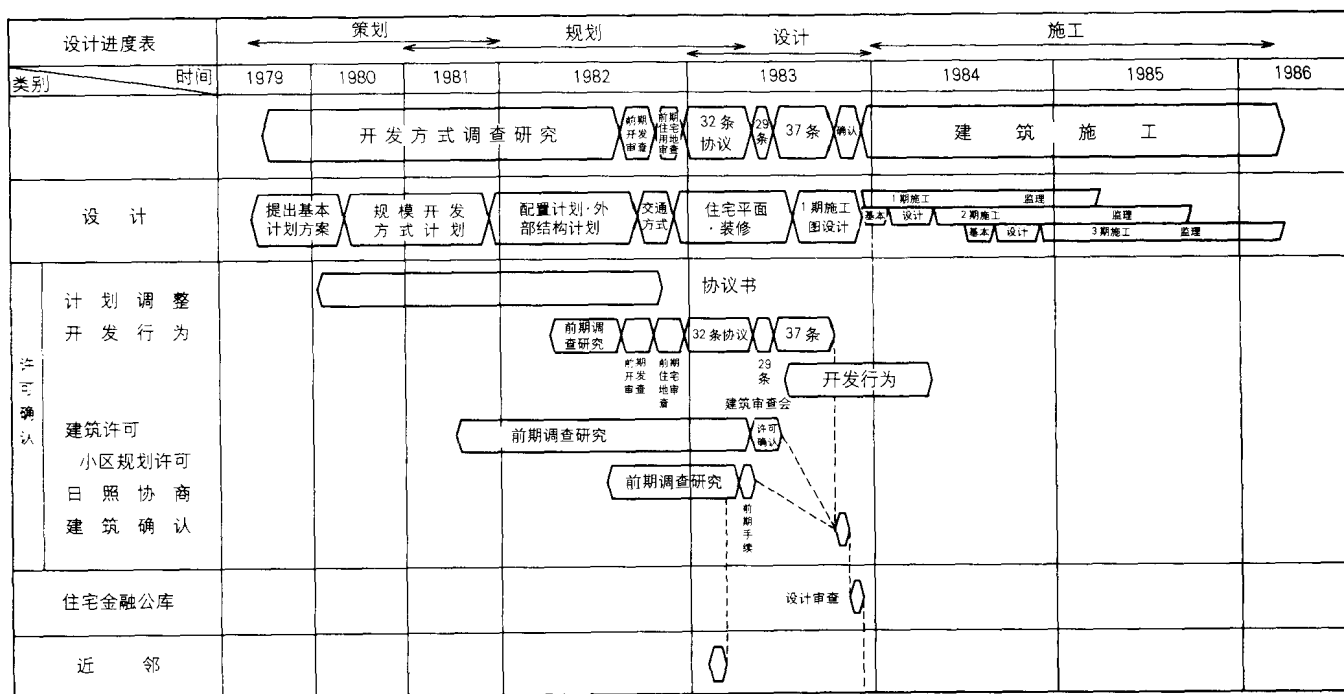 设计进度表
策划
规划
设计
施工
类别
时间
1979
1980
1981
1982
1983
1984
1985
1986
开发方式调查研究
前期开发审查
前期住宅用地审查
32条协议
29条
37条
确认
建筑施工
设计
提出基本计划方案
规模开发方式计划
配置计划·外部结构计划
交通方式
住宅平面·装修
1期施工图设计
1期施工 监理
基本 设计 2期施工 监理
基本 设计 3期施工 监理
许可确认
计划调整
协议书
开发行为
前期调查研究
32条协议
37条
前期开发审查
前期住宅地审查
29条
开发行为
建筑审查会
建筑许可
前期调查研究
许可确认
小区规划许可
日照协商
前期调查研究
前期手续
建筑确认
住宅金融公库
设计审查
近邻